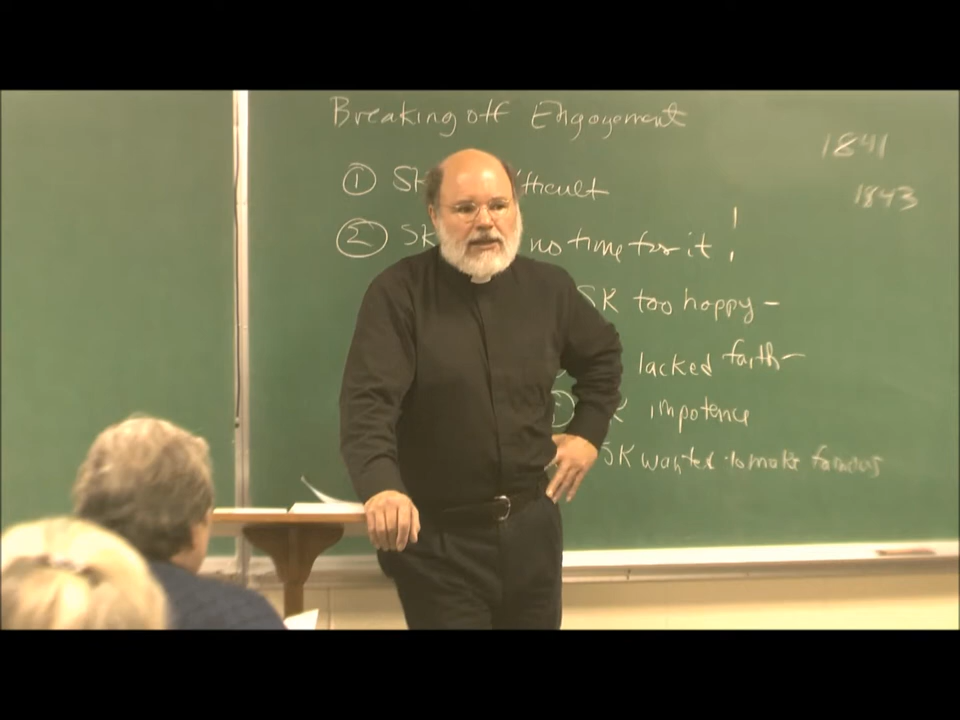 Breaking off Engagement
1841
① SK ifficult
1843
② SK no time for it !
SK too happy -
lacked faith -
K impotence
SK wanted to make famous